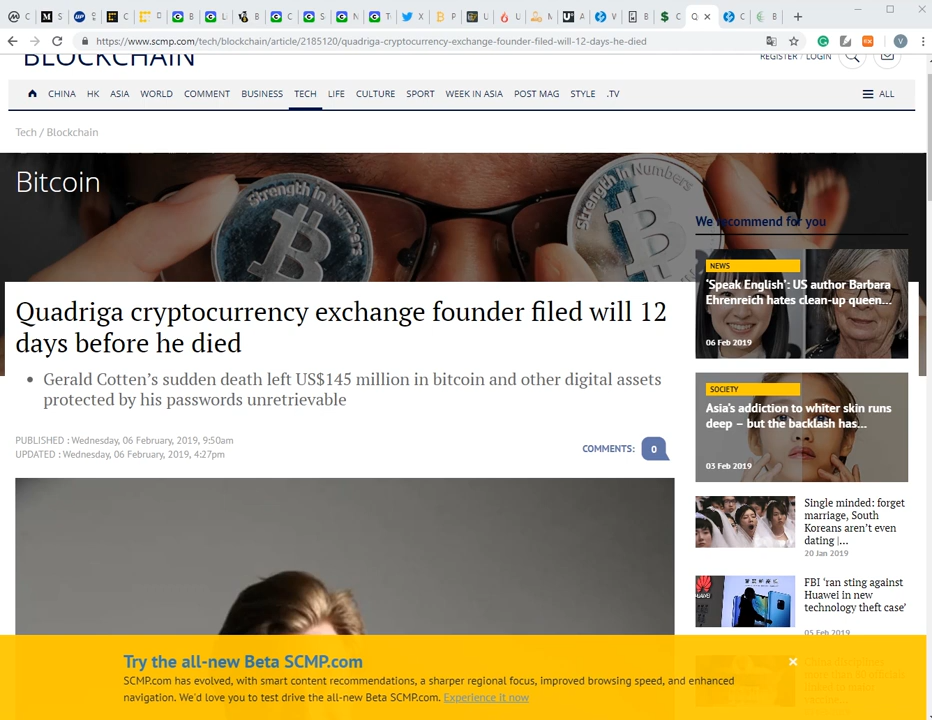 https://www.scmp.com/tech/blockchain/article/2185120/quadriga-cryptocurrency-exchange-founder-filed-will-12-days-he-died
BLOCKCHAIN
REGISTER / LOGIN
CHINA HK ASIA WORLD COMMENT BUSINESS TECH LIFE CULTURE SPORT WEEK IN ASIA POST MAG STYLE .TV ALL
Tech / Blockchain
Bitcoin
Strength in Numbers
Strength in Numbers
Quadriga cryptocurrency exchange founder filed will 12
days before he died
• Gerald Cotten's sudden death left US$145 million in bitcoin and other digital assets
protected by his passwords unretrievable
PUBLISHED : Wednesday, 06 February, 2019, 9:50am
UPDATED : Wednesday, 06 February, 2019, 4:27pm
COMMENTS: 0
We recommend for you
NEWS
'Speak English': US author Barbara
Ehrenreich hates clean-up queen...
06 Feb 2019
SOCIETY
Asia's addiction to whiter skin runs
deep – but the backlash has...
03 Feb 2019
Single minded: forget
marriage, South
Koreans aren't even
dating |...
20 Jan 2019
FBI 'ran sting against
Huawei in new
technology theft case'
05 Feb 2019
Try the all-new Beta SCMP.com
SCMP.com has evolved, with smart content recommendations, a sharper regional focus, improved browsing speed, and enhanced
navigation. We'd love you to test drive the all-new Beta SCMP.com. Experience it now